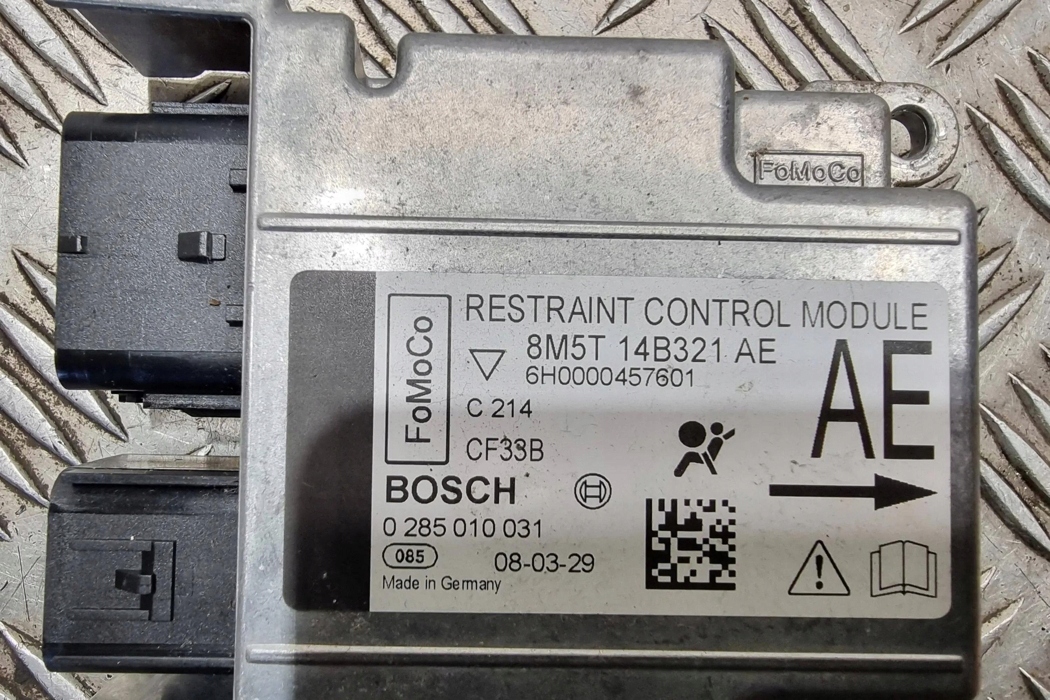 FoMoCo
FoMoCo
RESTRAINT CONTROL MODULE
8M5T 14B321 AE
6H0000457601
AE
C 214
CF33B
BOSCH
0 285 010 031
085
08-03-29
Made in Germany